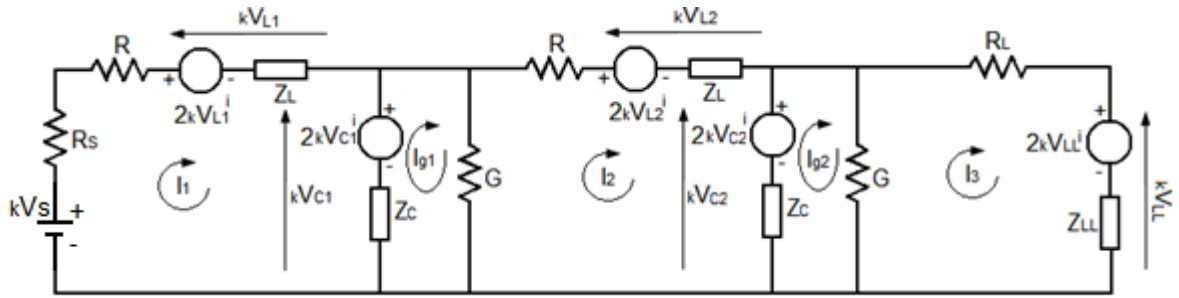 kVL1
kVL2
R
+ -
ZL
2kVL1i
R
+ -
ZL
2kVL2i
RL
Rs
+
2kVC1i
-
Ig1
+
2kVC2i
-
Ig2
+
2kVLLi
-
I1
kVC1
G
I2
kVC2
G
I3
kVLL
kVs
+
-
Zc
Zc
ZLL